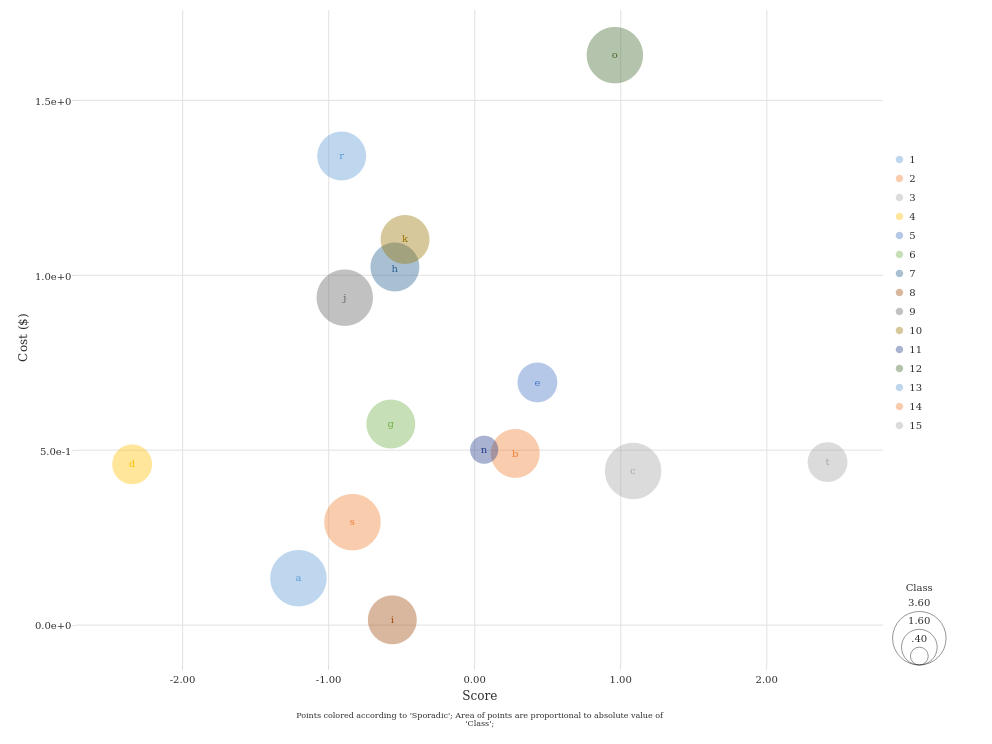 o
1.5e+0
r
k
h
1.0e+0
j
Cost ($)
e
g
5.0e-1
n
b
d
c
t
s
a
i
0.0e+0
-2.00
-1.00
0.00
1.00
2.00
Score
Points colored according to 'Sporadic'; Area of points are proportional to absolute value of
'Class';
1
2
3
4
5
6
7
8
9
10
11
12
13
14
15
Class
3.60
1.60
.40